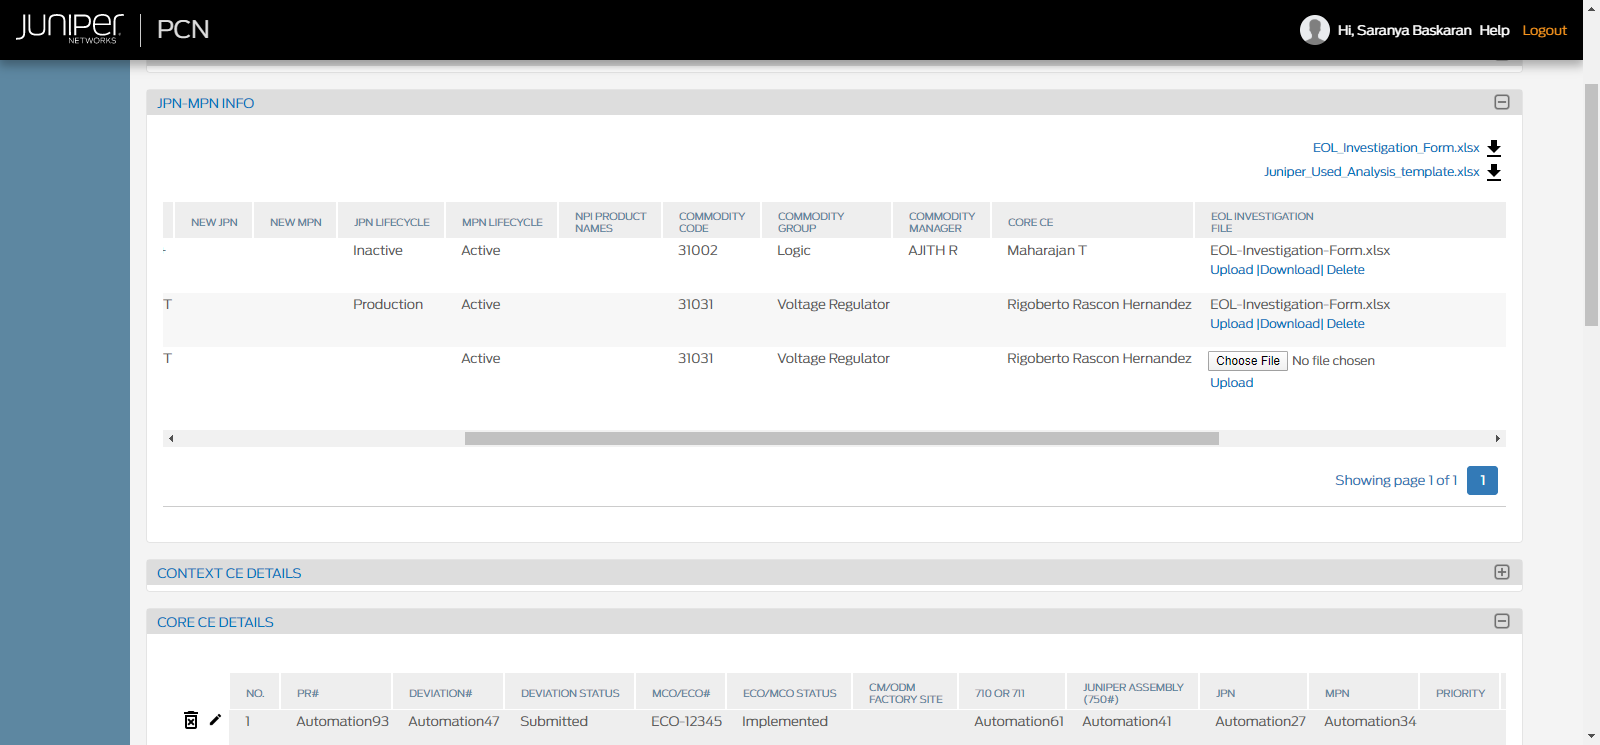 JUNIPER NETWORKS
PCN
Hi, Saranya Baskaran Help Logout
JPN-MPN INFO
EOL_Investigation_Form.xlsx
Juniper_Used_Analysis_template.xlsx
NEW JPN NEW MPN JPN LIFECYCLE MPN LIFECYCLE NPI PRODUCT NAMES COMMODITY CODE COMMODITY GROUP COMMODITY MANAGER CORE CE EOL INVESTIGATION FILE
- Inactive Active 31002 Logic AJITH R Maharajan T EOL-Investigation-Form.xlsx
Upload |Download| Delete
T Production Active 31031 Voltage Regulator Rigoberto Rascon Hernandez EOL-Investigation-Form.xlsx
Upload |Download| Delete
T Active 31031 Voltage Regulator Rigoberto Rascon Hernandez Choose File No file chosen
Upload
Showing page 1 of 1 1
CONTEXT CE DETAILS
CORE CE DETAILS
NO. PR# DEVIATION# DEVIATION STATUS MCO/ECO# ECO/MCO STATUS CM/ODM FACTORY SITE 710 OR 711 JUNIPER ASSEMBLY (750#) JPN MPN PRIORITY
1 Automation93 Automation47 Submitted ECO-12345 Implemented Automation61 Automation41 Automation27 Automation34